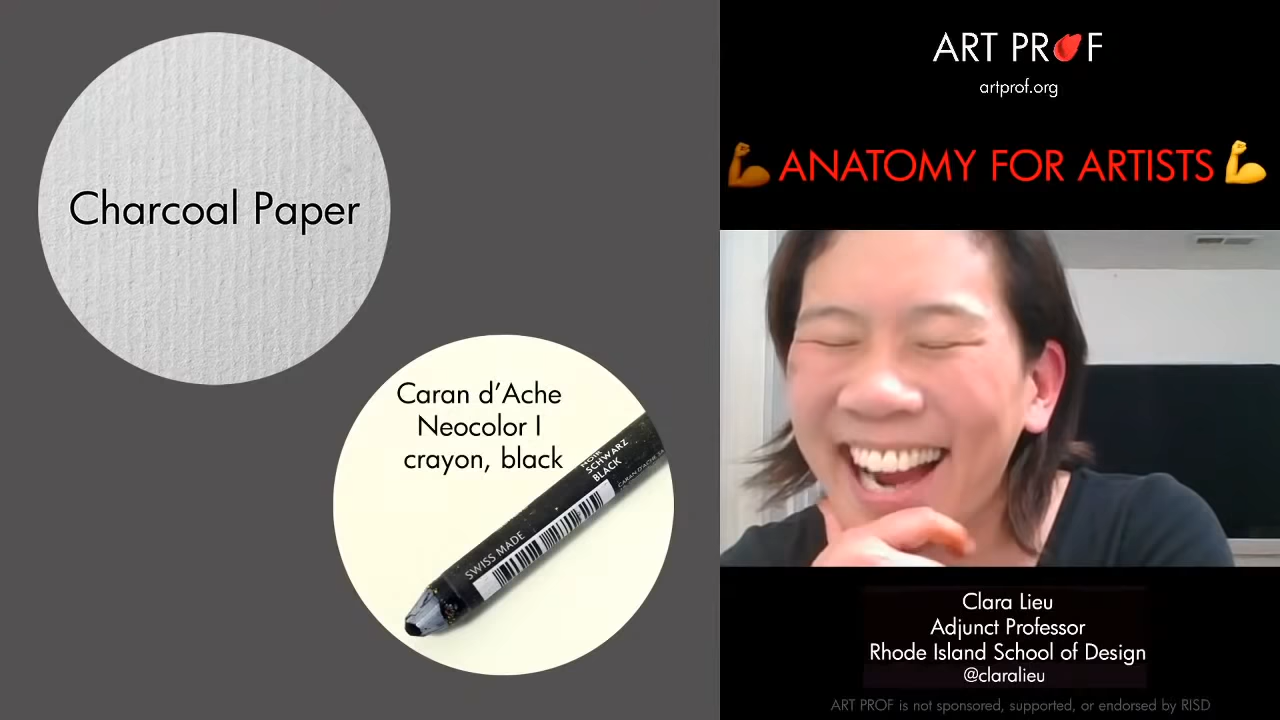 Charcoal Paper
Caran d'Ache
Neocolor I
crayon, black
NOIR
SCHWARZ
BLACK
CARAN D'ACHE
SWISS MADE
ART PROF
artprof.org
💪ANATOMY FOR ARTISTS💪
Clara Lieu
Adjunct Professor
Rhode Island School of Design
@claralieu
ART PROF is not sponsored, supported, or endorsed by RISD